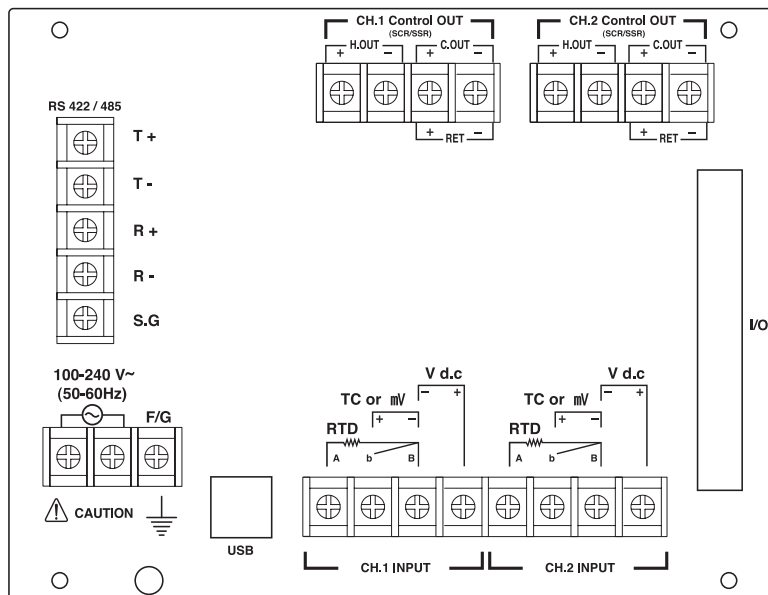 CH.1 Control OUT
(SCR/SSR)
+ H.OUT − + C.OUT −
+ RET −
CH.2 Control OUT
(SCR/SSR)
+ H.OUT − + C.OUT −
+ RET −
RS 422 / 485
T +
T -
R +
R -
S.G
I/O
100-240 V~
(50-60Hz)
F/G
CAUTION
USB
V d.c
− +
TC or mV
+ −
RTD
A b B
V d.c
− +
TC or mV
+ −
RTD
A b B
CH.1 INPUT
CH.2 INPUT